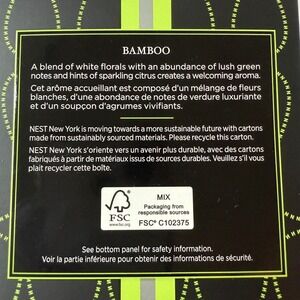 BAMBOO
A blend of white florals with an abundance of lush green
notes and hints of sparkling citrus creates a welcoming aroma.
Cet arôme accueillant est composé d'un mélange de fleurs
blanches, d'une abondance de notes de verdure luxuriante
et d'un soupçon d'agrumes vivifiants.
NEST New York is moving towards a more sustainable future with cartons
made from sustainably sourced materials. Please recycle this carton.
NEST New York s'oriente vers un avenir plus durable, avec des cartons
fabriqués à partir de matériaux issus de sources durables. Veuillez s'il vous
plait recycler cette boîte.
FSC
www.fsc.org
MIX
Packaging from
responsible sources
FSC® C102375
See bottom panel for safety information.
Voir la partie inférieure pour obtenir des informations de sécurité.